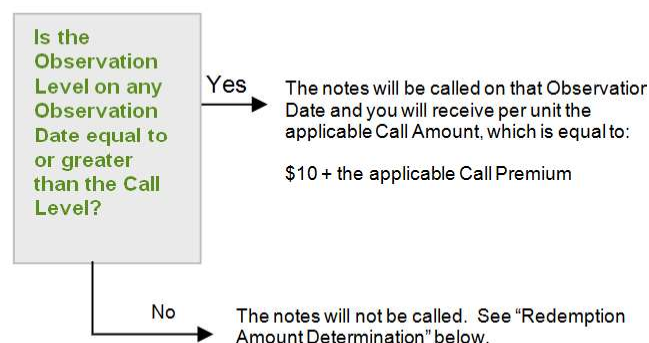 Is the
Observation
Level on any
Observation
Date equal to
or greater
than the Call
Level?
Yes
The notes will be called on that Observation
Date and you will receive per unit the
applicable Call Amount, which is equal to:
$10 + the applicable Call Premium
No
The notes will not be called. See “Redemption
Amount Determination” below.